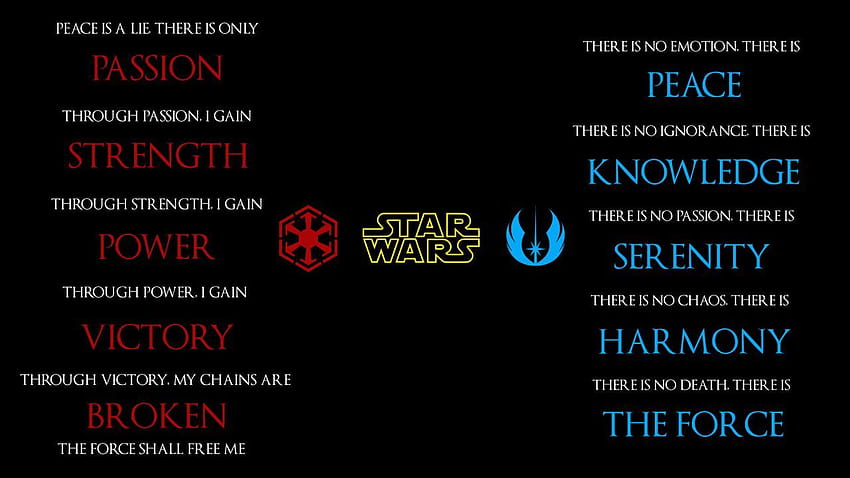 PEACE IS A LIE, THERE IS ONLY
PASSION
THROUGH PASSION, I GAIN
STRENGTH
THROUGH STRENGTH, I GAIN
POWER
THROUGH POWER, I GAIN
VICTORY
THROUGH VICTORY, MY CHAINS ARE
BROKEN
THE FORCE SHALL FREE ME
STAR
WARS
THERE IS NO EMOTION, THERE IS
PEACE
THERE IS NO IGNORANCE, THERE IS
KNOWLEDGE
THERE IS NO PASSION, THERE IS
SERENITY
THERE IS NO CHAOS, THERE IS
HARMONY
THERE IS NO DEATH, THERE IS
THE FORCE